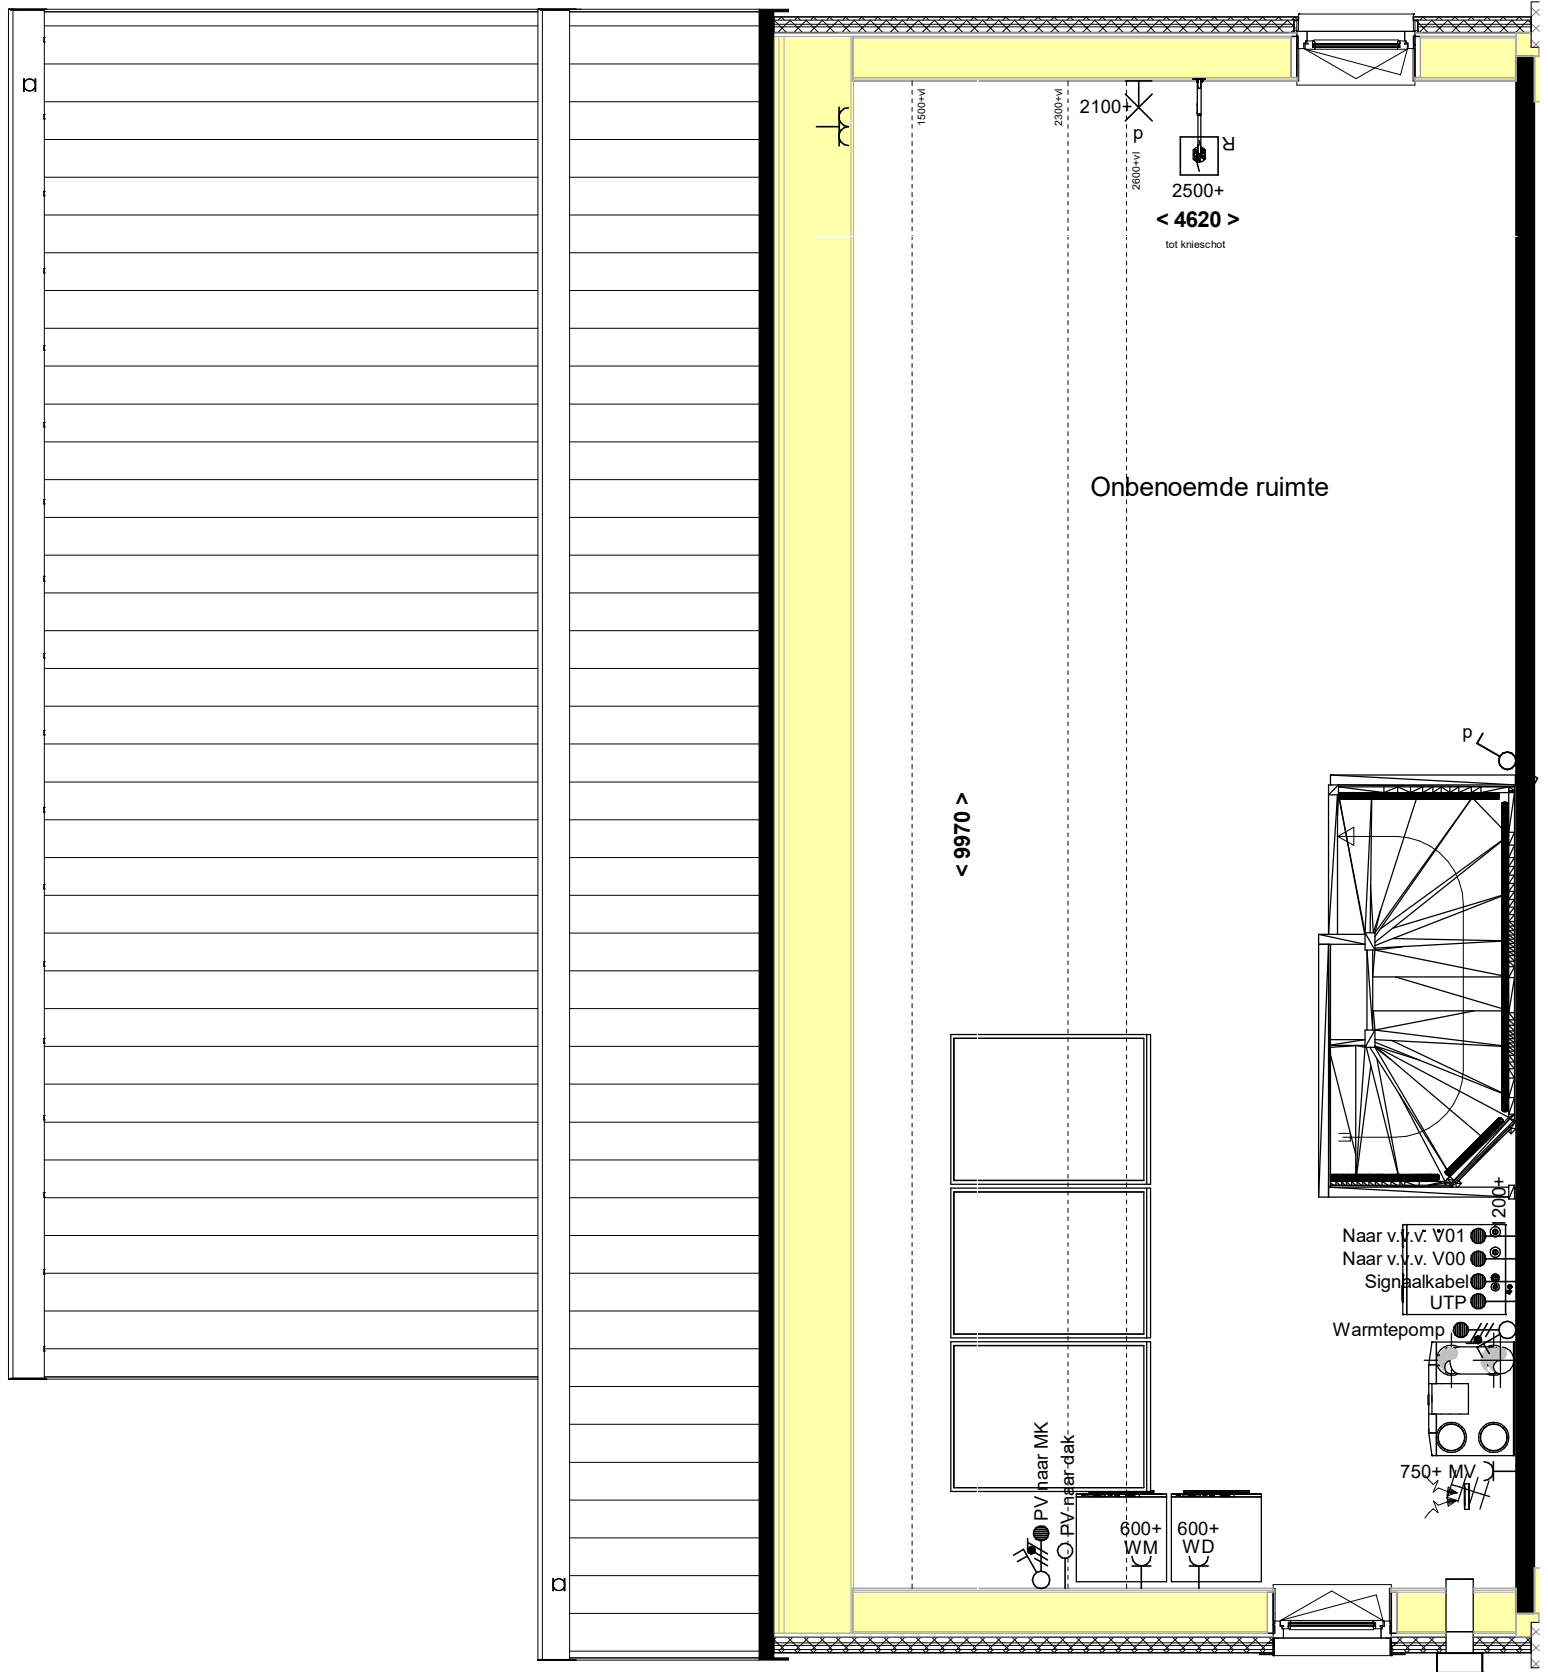 1500+vl
2300+vl
2100+
p
2600+vl
R
2500+
< 4620 >
tot knieschot
Onbenoemde ruimte
p
< 9970 >
1200+
Naar v.v.v. V01
Naar v.v.v. V00
Signaalkabel
UTP
Warmtepomp
PV naar MK
PV naar dak
750+ MV
600+
WM
600+
WD